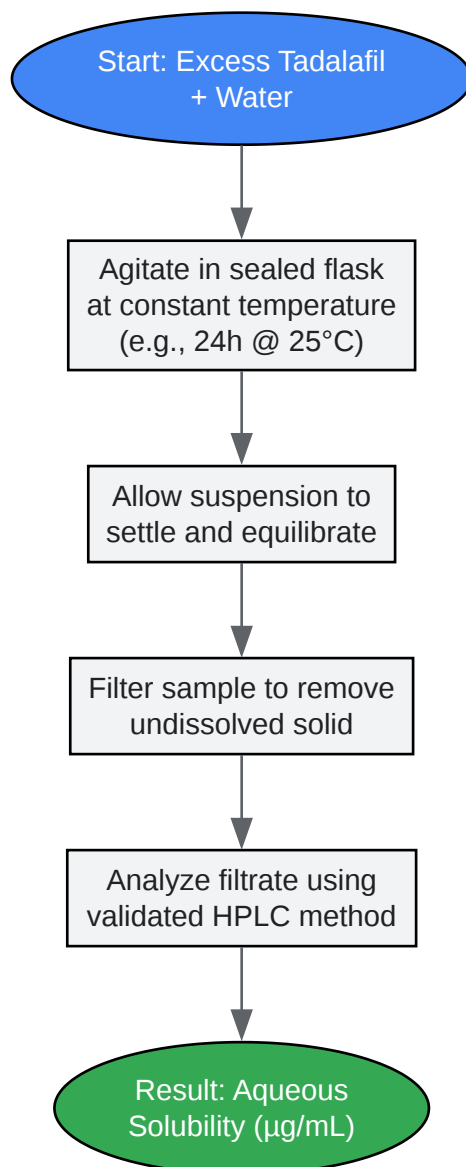 Start: Excess Tadalafil
+ Water
Agitate in sealed flask
at constant temperature
(e.g., 24h @ 25°C)
Allow suspension to
settle and equilibrate
Filter sample to remove
undissolved solid
Analyze filtrate using
validated HPLC method
Result: Aqueous
Solubility (µg/mL)